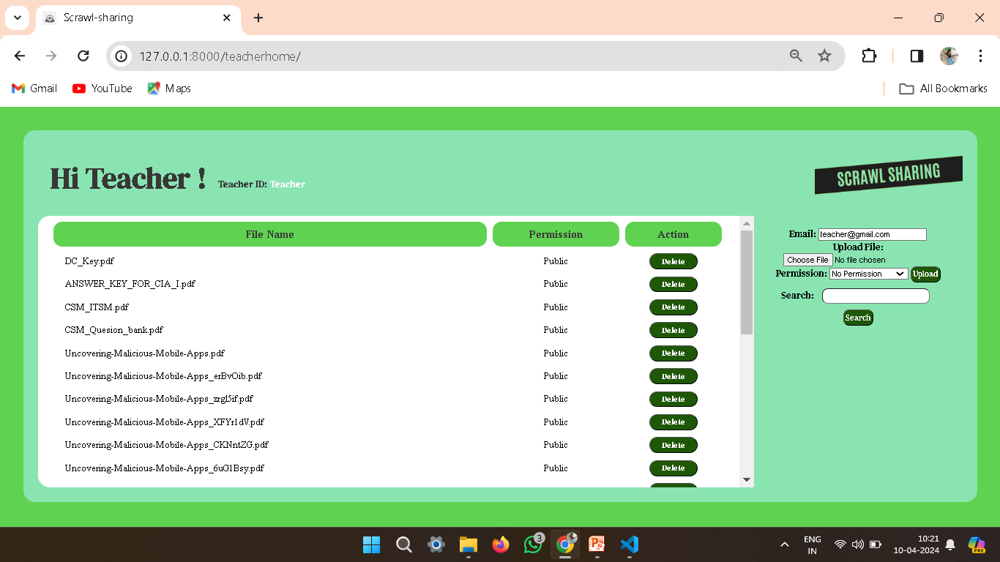 Scrawl-sharing
127.0.0.1:8000/teacherhome/
Gmail YouTube Maps All Bookmarks
Hi Teacher ! Teacher ID: Teacher
SCRAWL SHARING
File Name Permission Action
DC_Key.pdf Public Delete
ANSWER_KEY_FOR_CIA_I.pdf Public Delete
CSM_ITSM.pdf Public Delete
CSM_Quesion_bank.pdf Public Delete
Uncovering-Malicious-Mobile-Apps.pdf Public Delete
Uncovering-Malicious-Mobile-Apps_erBvOib.pdf Public Delete
Uncovering-Malicious-Mobile-Apps_zrgl5if.pdf Public Delete
Uncovering-Malicious-Mobile-Apps_XFYr1dV.pdf Public Delete
Uncovering-Malicious-Mobile-Apps_CKNntZG.pdf Public Delete
Uncovering-Malicious-Mobile-Apps_6uG1Bsy.pdf Public Delete
Email: teacher@gmail.com
Upload File:
Choose File No file chosen
Permission: No Permission Upload
Search:
Search
3
ENG
IN
10:21
10-04-2024
PRE